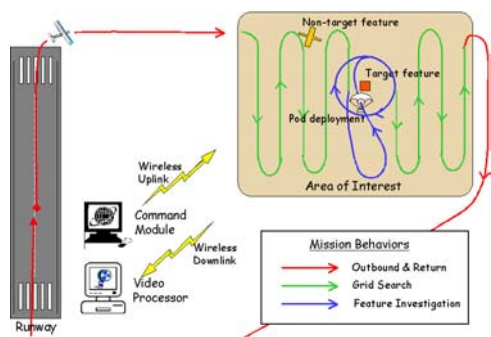 Non-target feature
Target feature
Pod deployment
Area of Interest
Wireless
Uplink
Command
Module
Wireless
Downlink
Video
Processor
Runway
Mission Behaviors
Outbound & Return
Grid Search
Feature Investigation